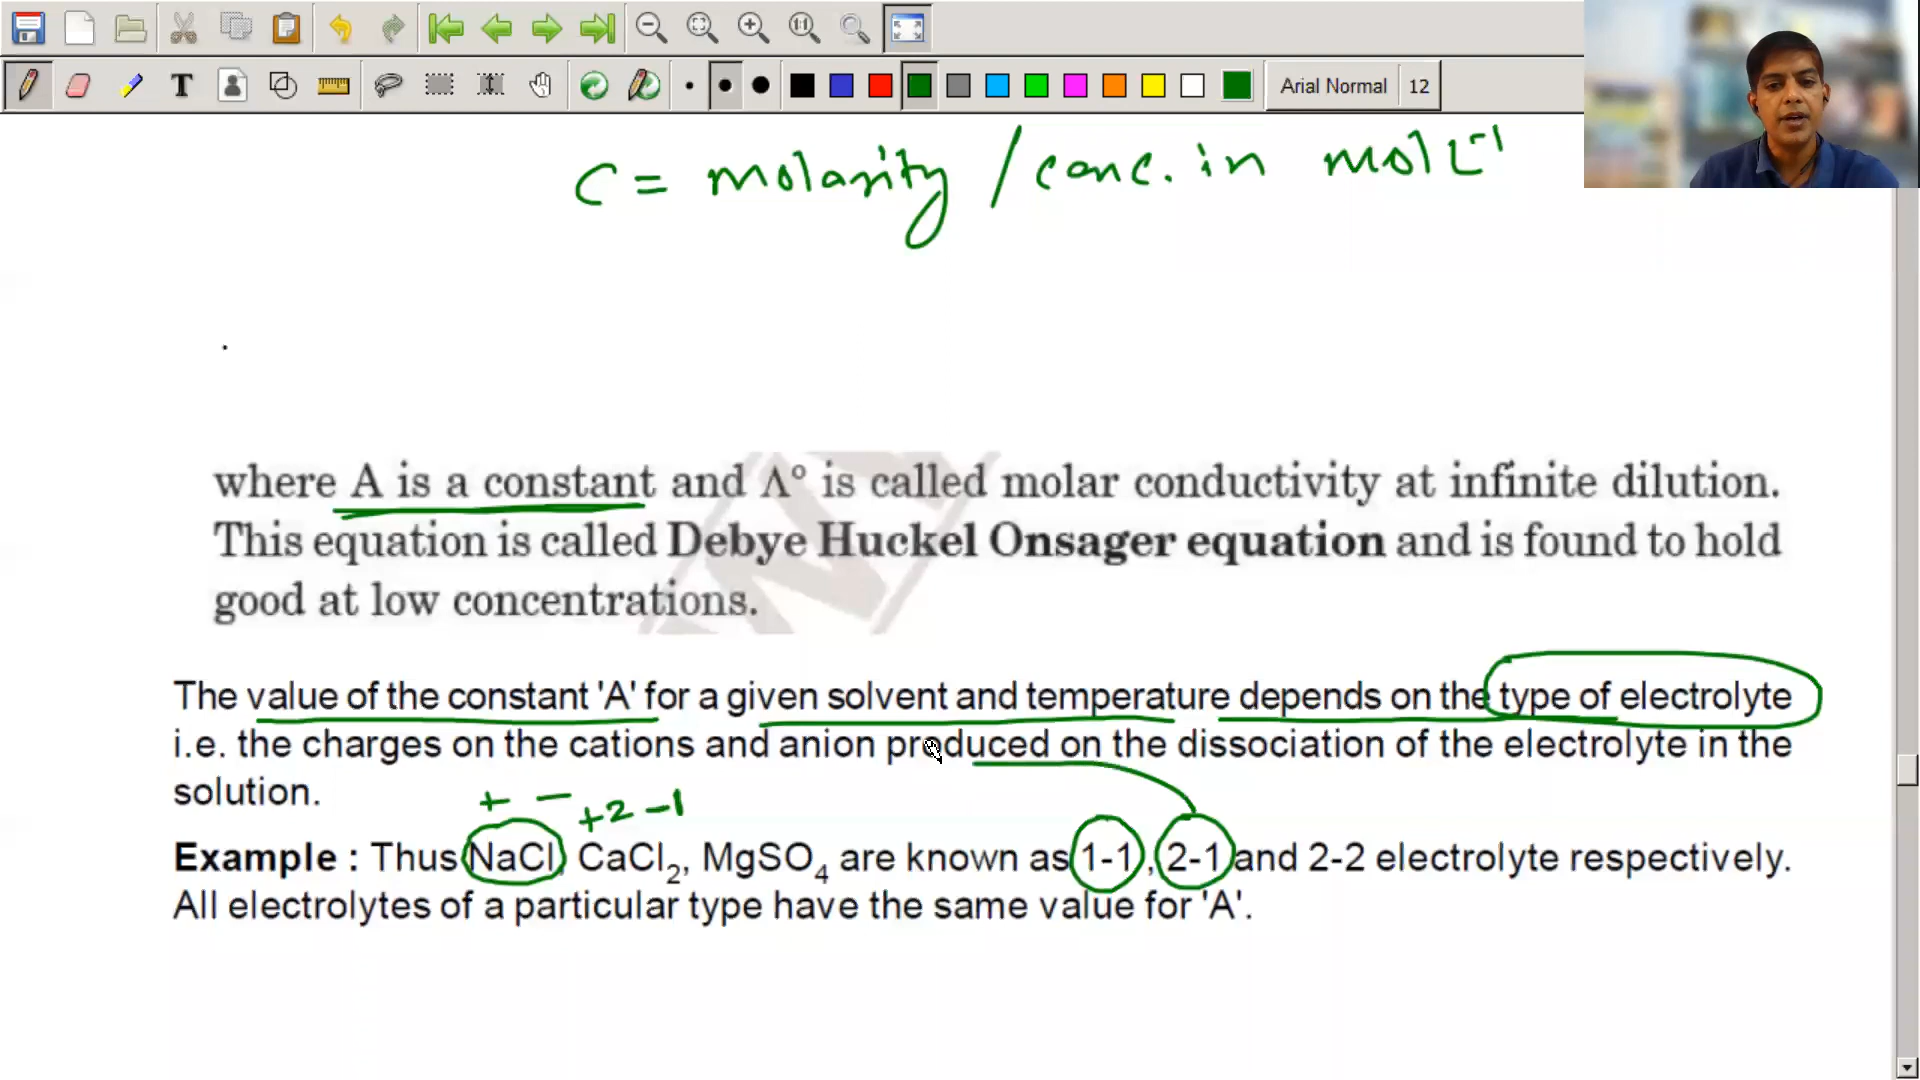 T
1:1
Arial Normal 12
C = molarity / conc. in mol L⁻¹
where A is a constant and Λ° is called molar conductivity at infinite dilution.
This equation is called Debye Huckel Onsager equation and is found to hold
good at low concentrations.
The value of the constant 'A' for a given solvent and temperature depends on the type of electrolyte
i.e. the charges on the cations and anion produced on the dissociation of the electrolyte in the
solution.
+ − +2 −1
Example : Thus NaCl, CaCl₂, MgSO₄ are known as 1-1 , 2-1 and 2-2 electrolyte respectively.
All electrolytes of a particular type have the same value for 'A'.